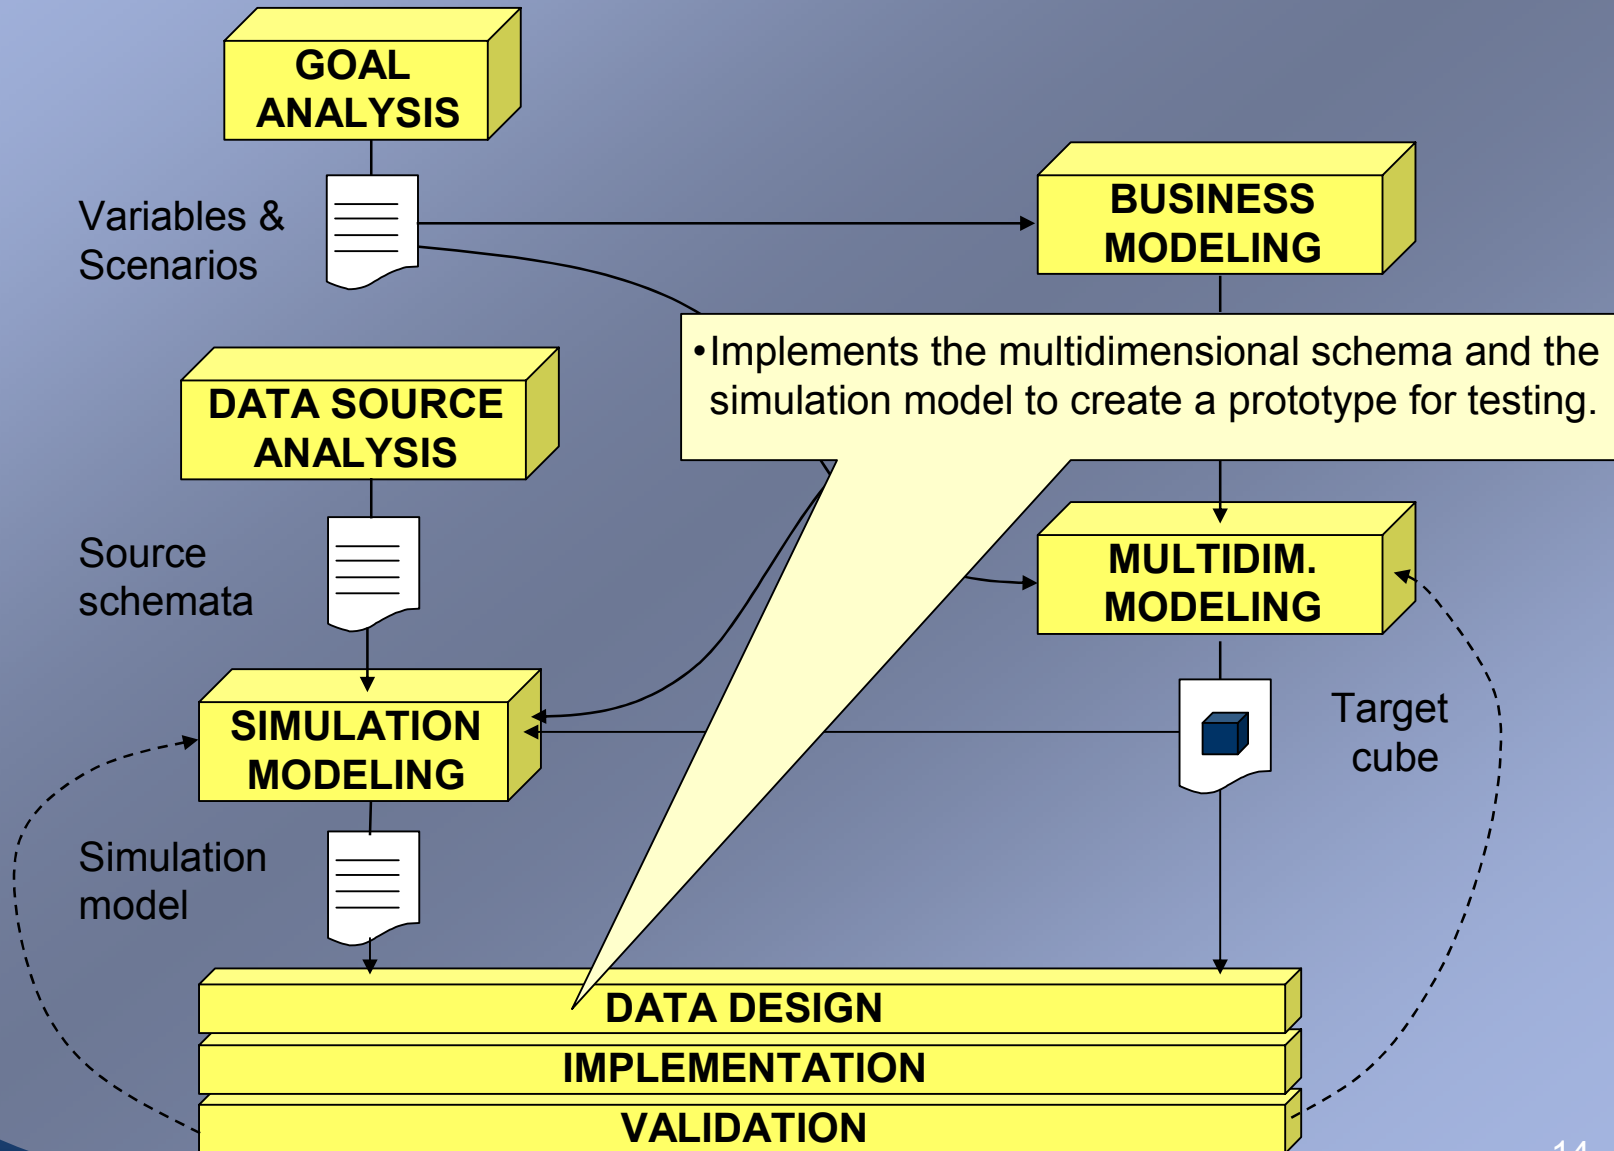 GOAL
ANALYSIS
Variables &
Scenarios
BUSINESS
MODELING
•Implements the multidimensional schema and the
simulation model to create a prototype for testing.
DATA SOURCE
ANALYSIS
Source
schemata
MULTIDIM.
MODELING
SIMULATION
MODELING
Target
cube
Simulation
model
DATA DESIGN
IMPLEMENTATION
VALIDATION
14